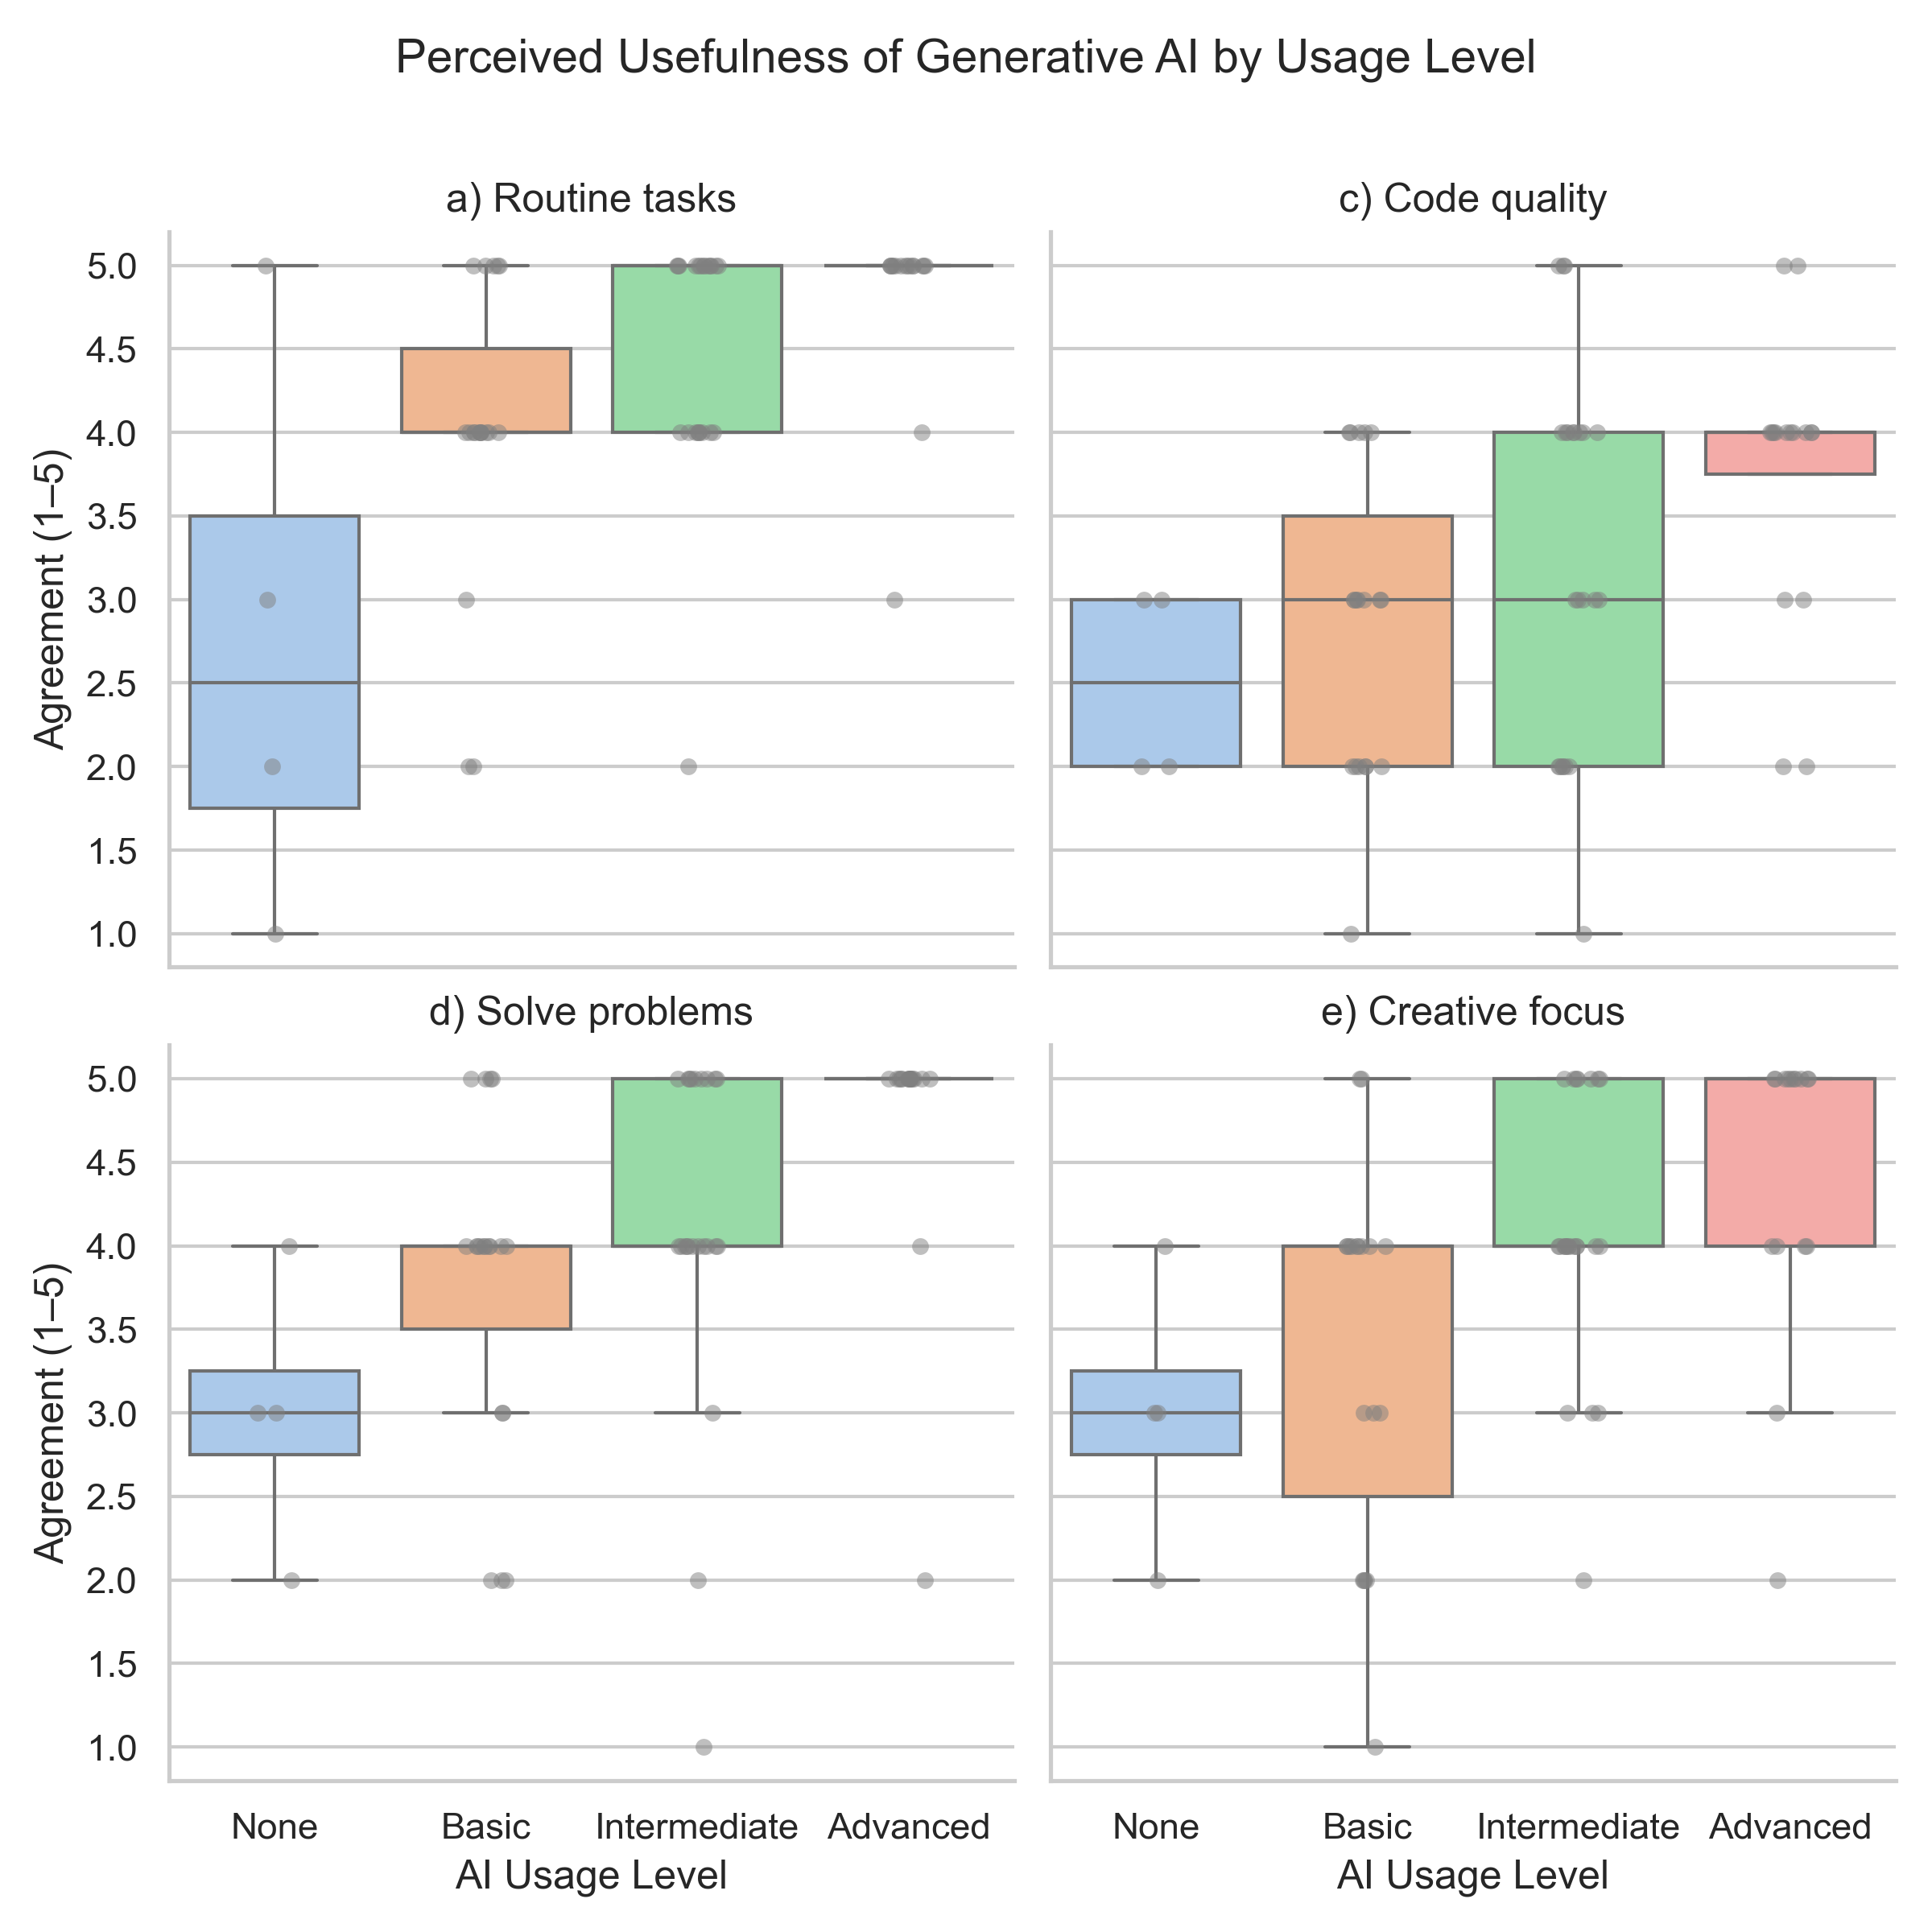 Perceived Usefulness of Generative AI by Usage Level
a) Routine tasks
c) Code quality
Agreement (1–5)
5.0
4.5
4.0
3.5
3.0
2.5
2.0
1.5
1.0
d) Solve problems
e) Creative focus
Agreement (1–5)
5.0
4.5
4.0
3.5
3.0
2.5
2.0
1.5
1.0
None Basic Intermediate Advanced
None Basic Intermediate Advanced
AI Usage Level
AI Usage Level